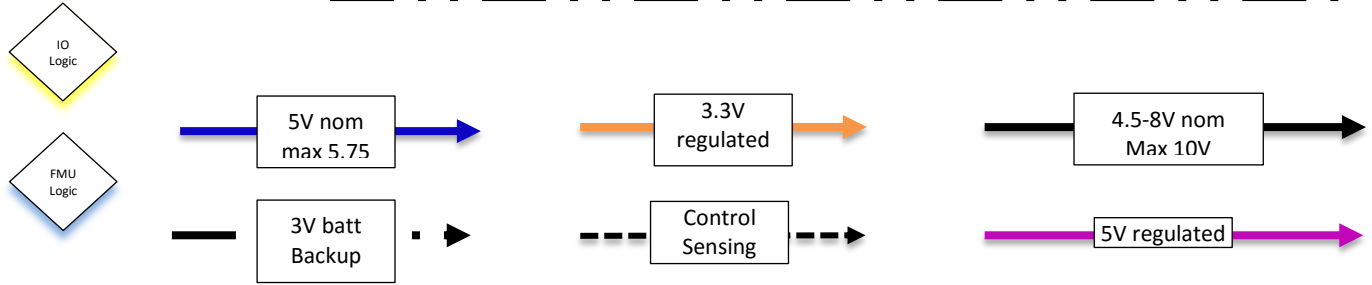 IO
Logic
5V nom
max 5.75
3.3V
regulated
4.5-8V nom
Max 10V
FMU
Logic
3V batt
Backup
Control
Sensing
5V regulated